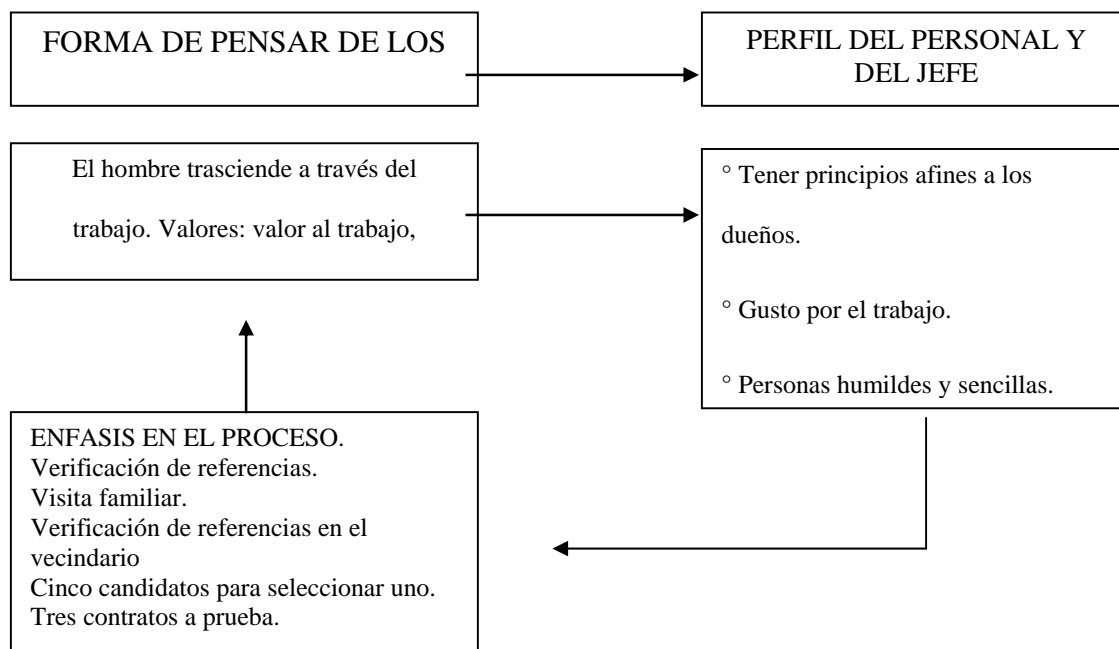 FORMA DE PENSAR DE LOS
PERFIL DEL PERSONAL Y
DEL JEFE
El hombre trasciende a través del
trabajo. Valores: valor al trabajo,
° Tener principios afines a los
dueños.
° Gusto por el trabajo.
° Personas humildes y sencillas.
ENFASIS EN EL PROCESO.
Verificación de referencias.
Visita familiar.
Verificación de referencias en el
vecindario
Cinco candidatos para seleccionar uno.
Tres contratos a prueba.